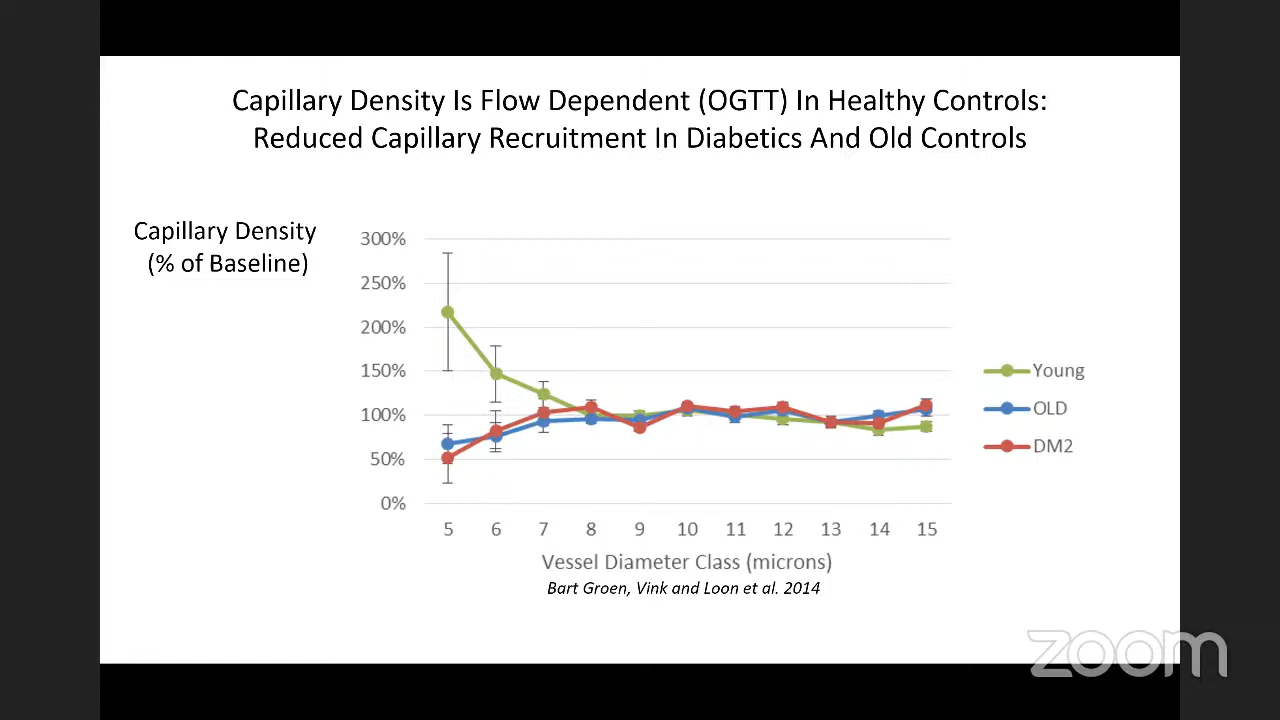 Capillary Density Is Flow Dependent (OGTT) In Healthy Controls:
Reduced Capillary Recruitment In Diabetics And Old Controls
Capillary Density
(% of Baseline)
300%
250%
200%
150%
100%
50%
0%
5 6 7 8 9 10 11 12 13 14 15
Vessel Diameter Class (microns)
Bart Groen, Vink and Loon et al. 2014
Young
OLD
DM2
zoom